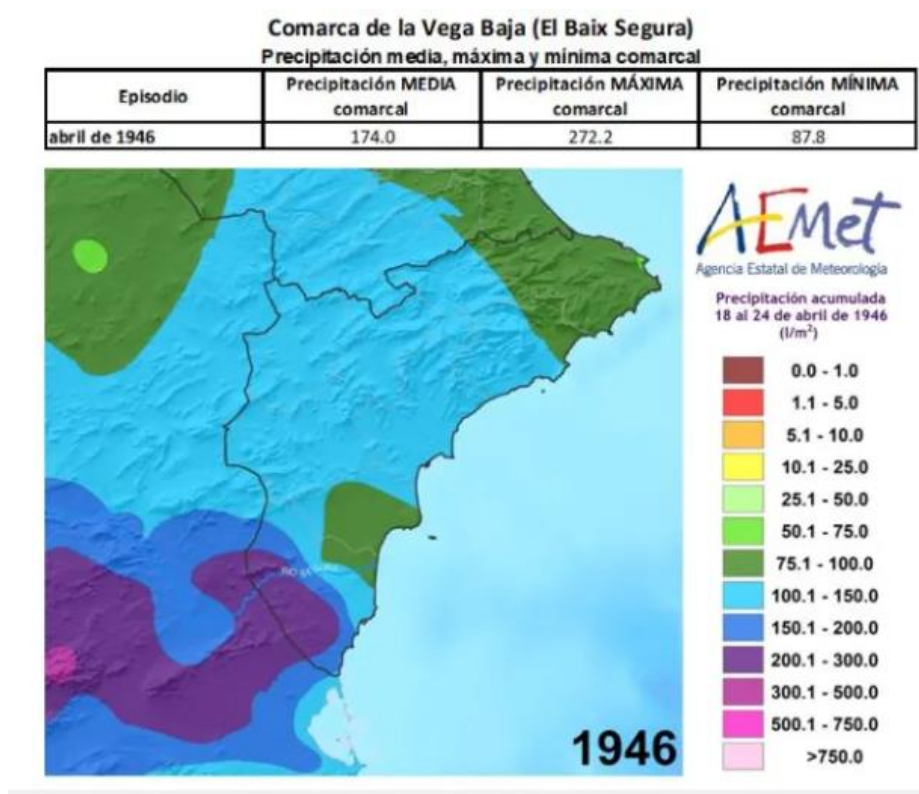 Comarca de la Vega Baja (El Baix Segura)
Precipitación media, máxima y mínima comarcal
Episodio
Precipitación MEDIA
comarcal
Precipitación MÁXIMA
comarcal
Precipitación MÍNIMA
comarcal
abril de 1946
174.0
272.2
87.8
AEMet
Agencia Estatal de Meteorología
Precipitación acumulada
18 al 24 de abril de 1946
(l/m²)
0.0 - 1.0
1.1 - 5.0
5.1 - 10.0
10.1 - 25.0
25.1 - 50.0
50.1 - 75.0
75.1 - 100.0
100.1 - 150.0
150.1 - 200.0
200.1 - 300.0
300.1 - 500.0
500.1 - 750.0
>750.0
RIO
1946